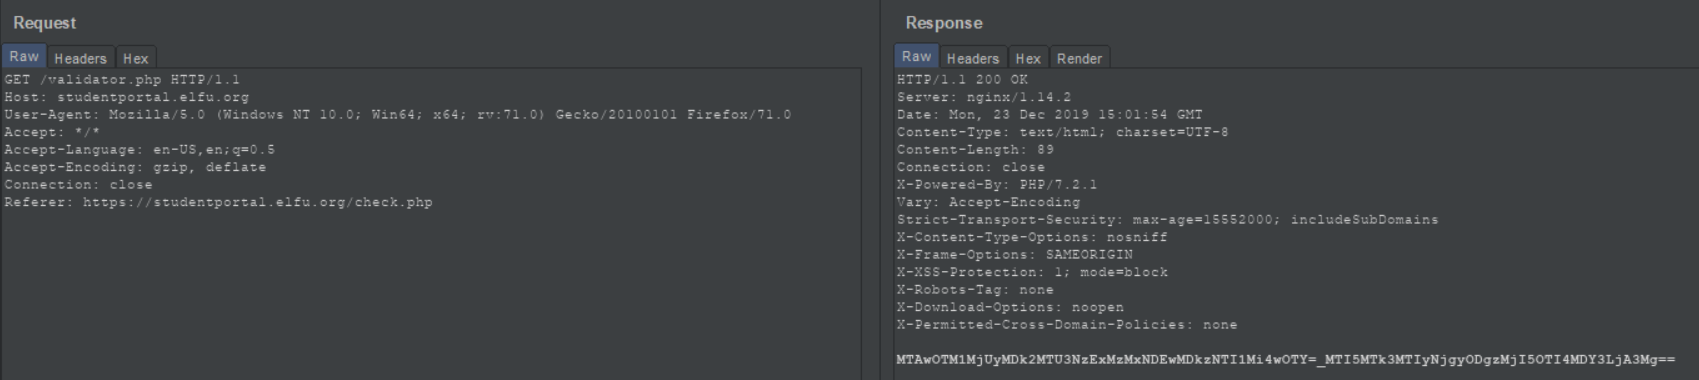 Request
Raw Headers Hex
GET /validator.php HTTP/1.1
Host: studentportal.elfu.org
User-Agent: Mozilla/5.0 (Windows NT 10.0; Win64; x64; rv:71.0) Gecko/20100101 Firefox/71.0
Accept: */*
Accept-Language: en-US,en;q=0.5
Accept-Encoding: gzip, deflate
Connection: close
Referer: https://studentportal.elfu.org/check.php
Response
Raw Headers Hex Render
HTTP/1.1 200 OK
Server: nginx/1.14.2
Date: Mon, 23 Dec 2019 15:01:54 GMT
Content-Type: text/html; charset=UTF-8
Content-Length: 89
Connection: close
X-Powered-By: PHP/7.2.1
Vary: Accept-Encoding
Strict-Transport-Security: max-age=15552000; includeSubDomains
X-Content-Type-Options: nosniff
X-Frame-Options: SAMEORIGIN
X-XSS-Protection: 1; mode=block
X-Robots-Tag: none
X-Download-Options: noopen
X-Permitted-Cross-Domain-Policies: none
MTAwOTM1MjUyMDk2MTU3NzExMzMxNDEwMDkzNTI1Mi4wOTY=_MTI5MTk3MTIyNjgyODgzMjI5OTI4MDY3LjA3Mg==